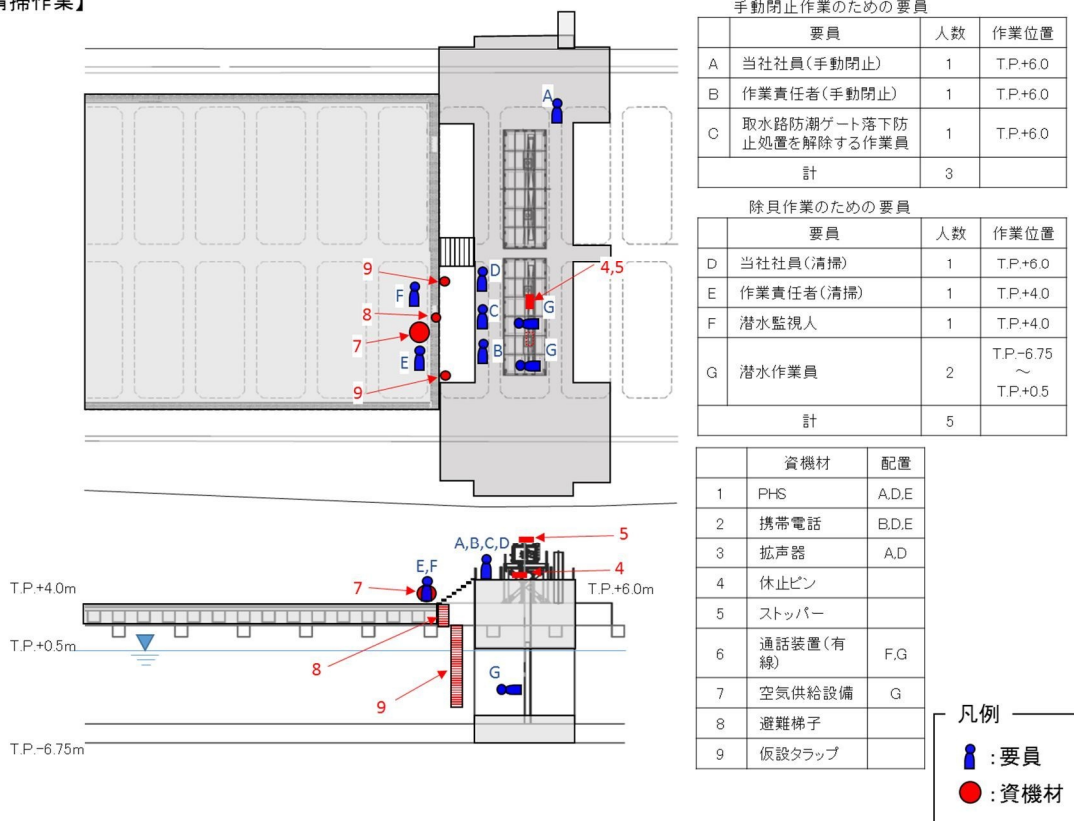 清掃作業】
手動閉止作業のための要員
要員 人数 作業位置
A 当社社員(手動閉止) 1 T.P.+6.0
B 作業責任者(手動閉止) 1 T.P.+6.0
C 取水路防潮ゲート落下防
止処置を解除する作業員 1 T.P.+6.0
計 3
除貝作業のための要員
要員 人数 作業位置
D 当社社員(清掃) 1 T.P.+6.0
E 作業責任者(清掃) 1 T.P.+4.0
F 潜水監視人 1 T.P.+4.0
G 潜水作業員 2 T.P.-6.75
～
T.P.+0.5
計 5
資機材 配置
1 PHS A,D,E
2 携帯電話 B,D,E
3 拡声器 A,D
4 休止ピン
5 ストッパー
6 通話装置(有
線) F,G
7 空気供給設備 G
8 避難梯子
9 仮設タラップ
凡例
:要員
:資機材
A
9
D
4,5
F
8
C
G
7
B
G
E
9
A,B,C,D
5
E,F
7
4
T.P.+4.0m
T.P.+6.0m
T.P.+0.5m
8
G
9
T.P.-6.75m